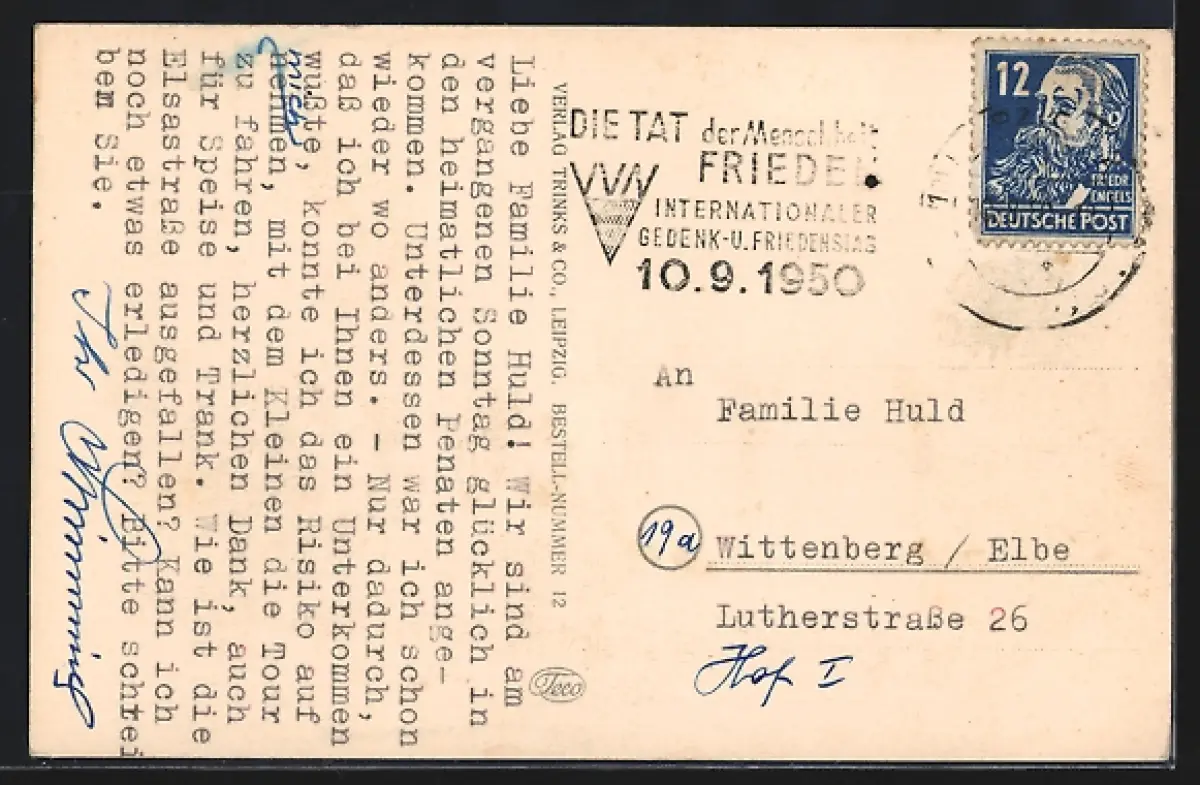 Liebe Familie Huld! Wir sind am
vergangenen Sonntag glücklich in
den heimatlichen Penaten ange-
kommen. Unterdessen war ich schon
wieder wo anders. - Nur dadurch,
daß ich bei Ihnen ein Unterkommen
wußte, konnte ich das Risiko auf
mich
nehmen, mit dem Kleinen die Tour
zu fahren, herzlichen Dank, auch
für Speise und Trank. Wie ist die
Elsastraße ausgefallen? Kann ich
noch etwas erledigen? Bitte schrei
bem Sie.
Ihr
VERLAG TRINKS & CO., LEIPZIG. BESTELL-NUMMER 12
Teco
DIE TAT der Menschheit
FRIEDEN
VVN
INTERNATIONALER
GEDENK-U.FRIEDENSTAG
10.9.1950
12
FRIEDR.
ENGELS
DEUTSCHE POST
An
Familie Huld
19a Wittenberg / Elbe
Lutherstraße 26
Hof I